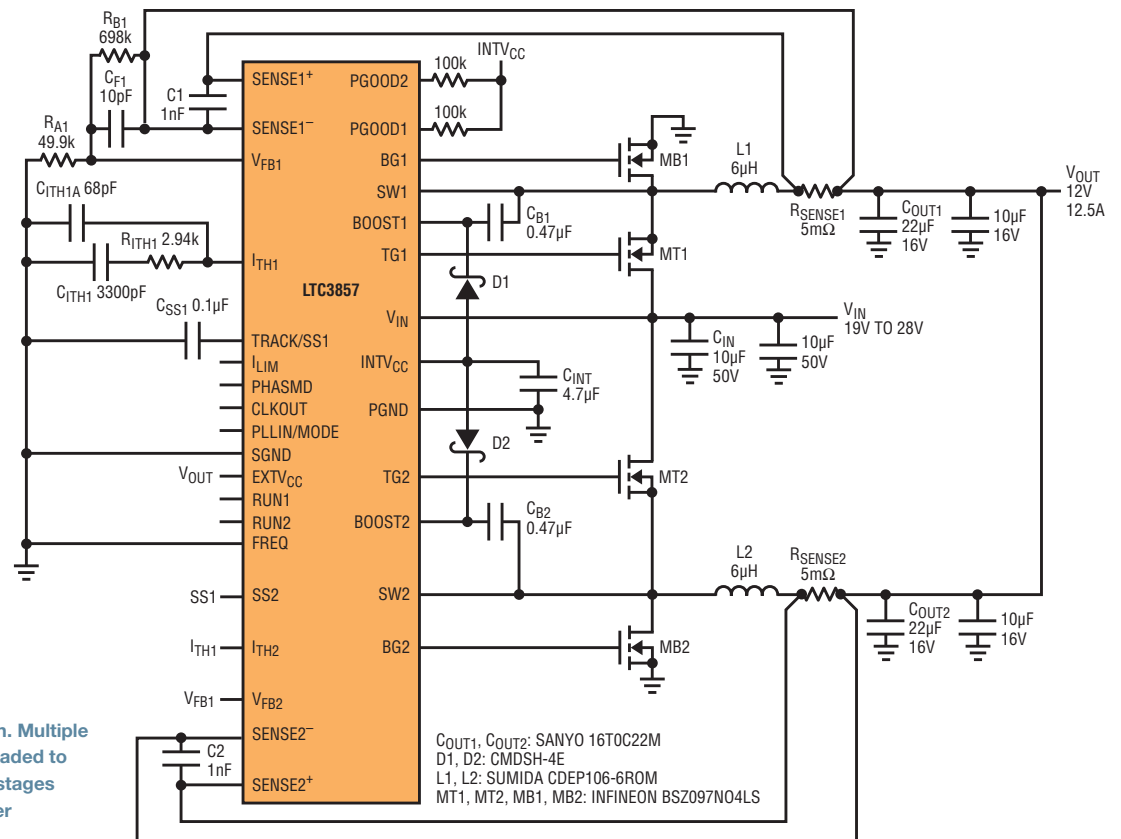 RB1
698k
CF1
10pF
RA1
49.9k
C1
1nF
CITH1A 68pF
RITH1 2.94k
CITH1 3300pF
CSS1 0.1µF
VOUT
SS1
ITH1
VFB1
C2
1nF
SENSE1+
SENSE1–
VFB1
ITH1
LTC3857
TRACK/SS1
ILIM
PHASMD
CLKOUT
PLLIN/MODE
SGND
EXTVCC
RUN1
RUN2
FREQ
SS2
ITH2
VFB2
SENSE2–
SENSE2+
PGOOD2
PGOOD1
BG1
SW1
BOOST1
TG1
VIN
INTVCC
PGND
TG2
BOOST2
SW2
BG2
100k
INTVCC
100k
MB1
CB1
0.47µF
MT1
D1
CINT
4.7µF
D2
CB2
0.47µF
MT2
MB2
L1
6µH
RSENSE1
5mΩ
COUT1
22µF
16V
10µF
16V
VOUT
12V
12.5A
VIN
19V TO 28V
CIN
10µF
50V
10µF
50V
L2
6µH
RSENSE2
5mΩ
COUT2
22µF
16V
10µF
16V
COUT1, COUT2: SANYO 16T0C22M
D1, D2: CMDSH-4E
L1, L2: SUMIDA CDEP106-6ROM
MT1, MT2, MB1, MB2: INFINEON BSZ097NO4LS
n. Multiple
aded to
stages
er